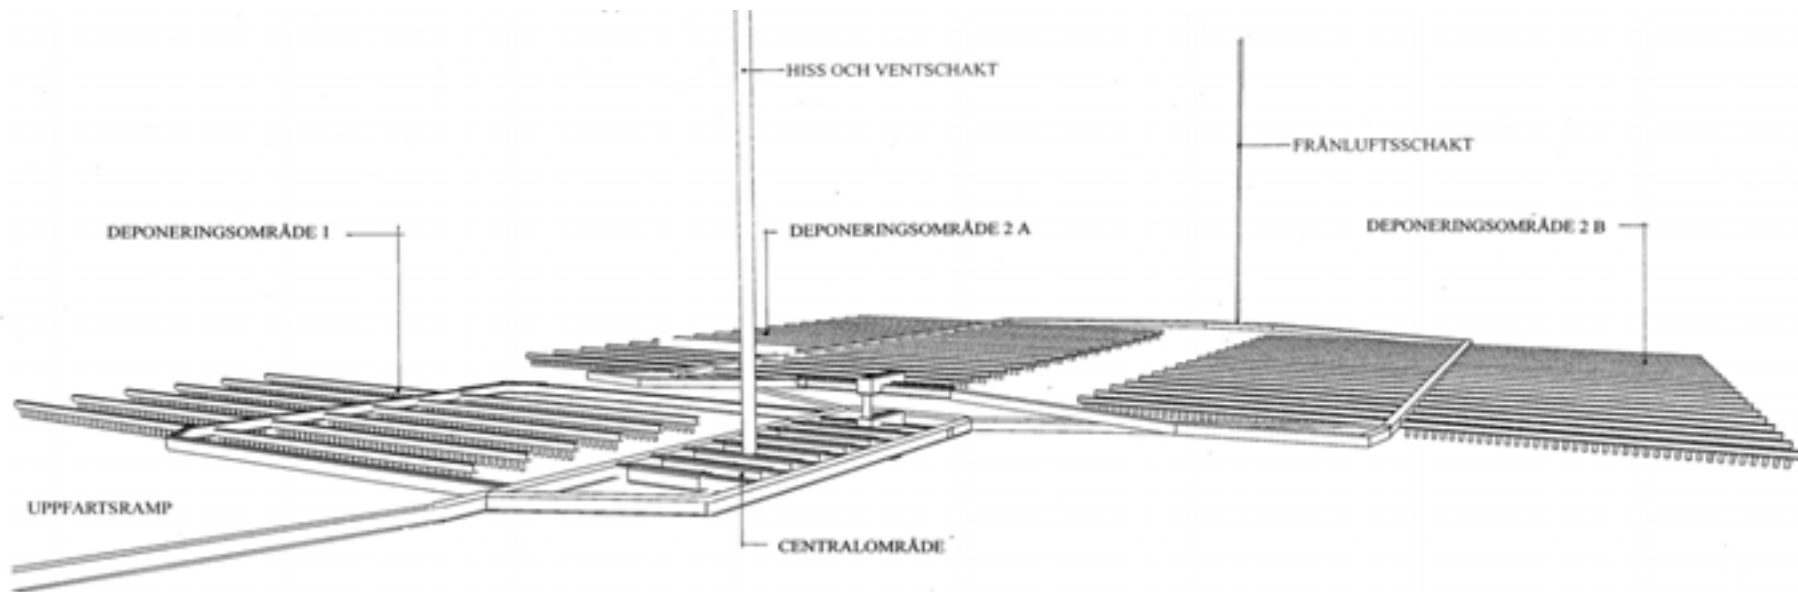 HISS OCH VENTSCHAKT
FRÅNLUFTSSCHAKT
DEPONERINGSOMRÅDE 1
DEPONERINGSOMRÅDE 2 A
DEPONERINGSOMRÅDE 2 B
UPPFARTSRAMP
CENTRALOMRÅDE